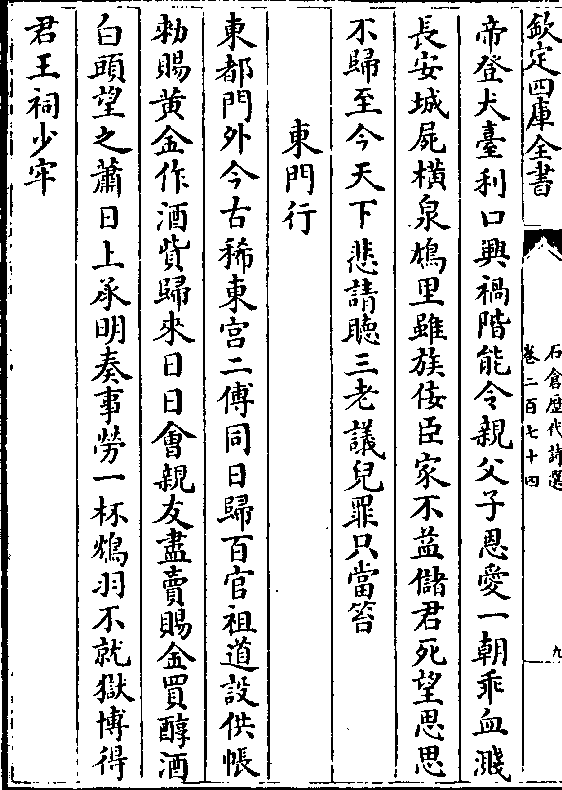 欽定四庫全書
石倉歴代詩選
卷二百七十四
九
帝登犬臺利口興禍階能令親父子恩愛一朝乖血濺
長安城屍橫泉鳩里雖族佞臣家不益儲君死望思思
不歸至今天下悲請聴三老議兒罪只當笞
東門行
東都門外今古稀東宫二傅同日歸百官祖道設供帳
勑賜黄金作酒貲歸來日日㑹親友盡賣賜金買醇酒
白頭望之蕭日上承明奏事勞一杯鴆羽不就獄博得
君王祠少牢